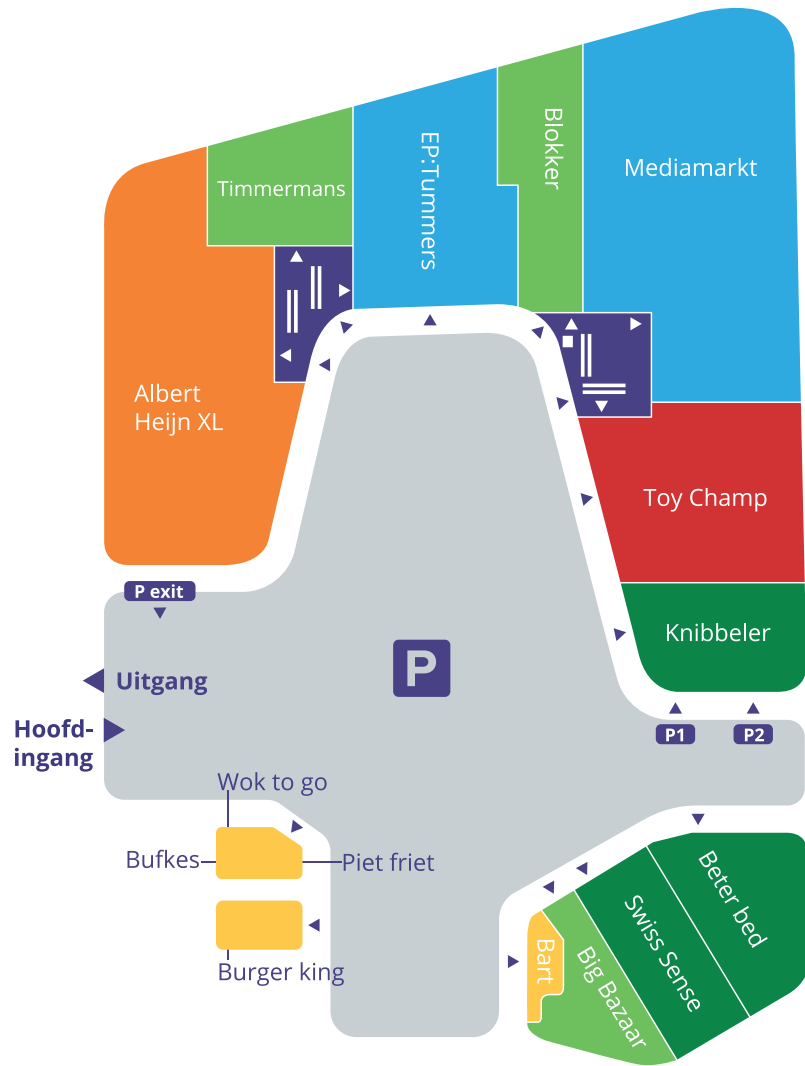 Blokker
EP:Tummers
Mediamarkt
Timmermans
Albert
Heijn XL
Toy Champ
P exit
Knibbeler
P
Uitgang
Hoofd-
ingang
P1
P2
Wok to go
Bufkes
Piet friet
Burger king
Beter bed
Swiss Sense
Big Bazaar
Bart